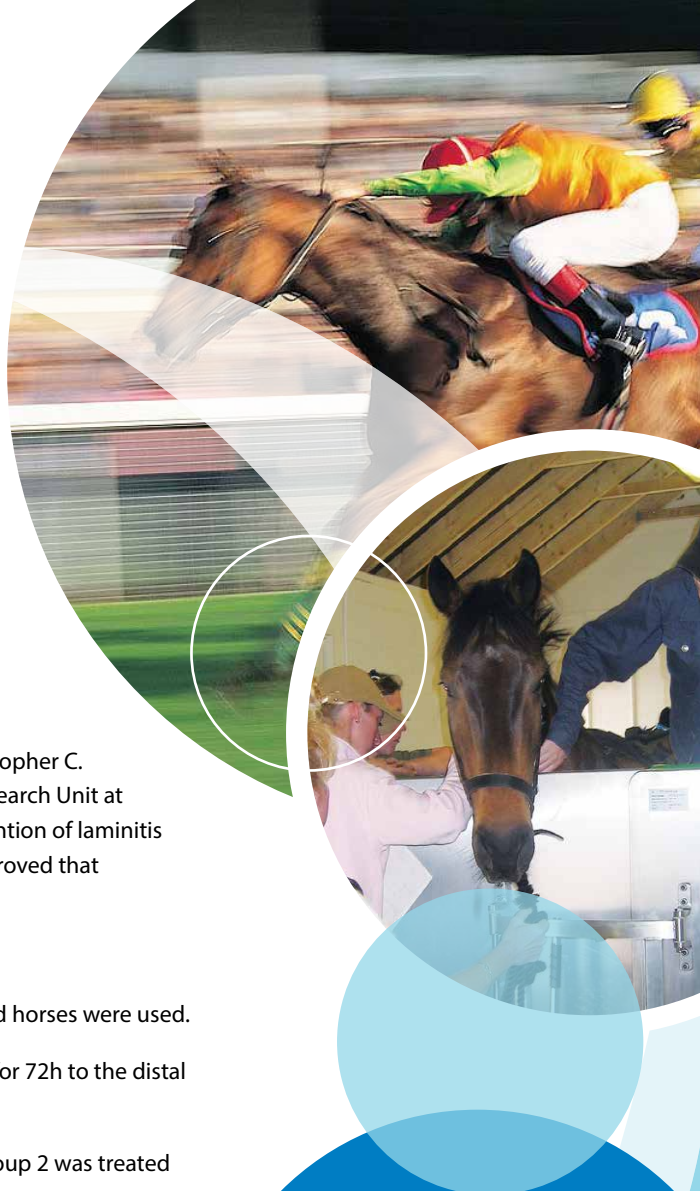 opher C.
earch Unit at
ntion of laminitis
roved that
d horses were used.
or 72h to the distal
oup 2 was treated